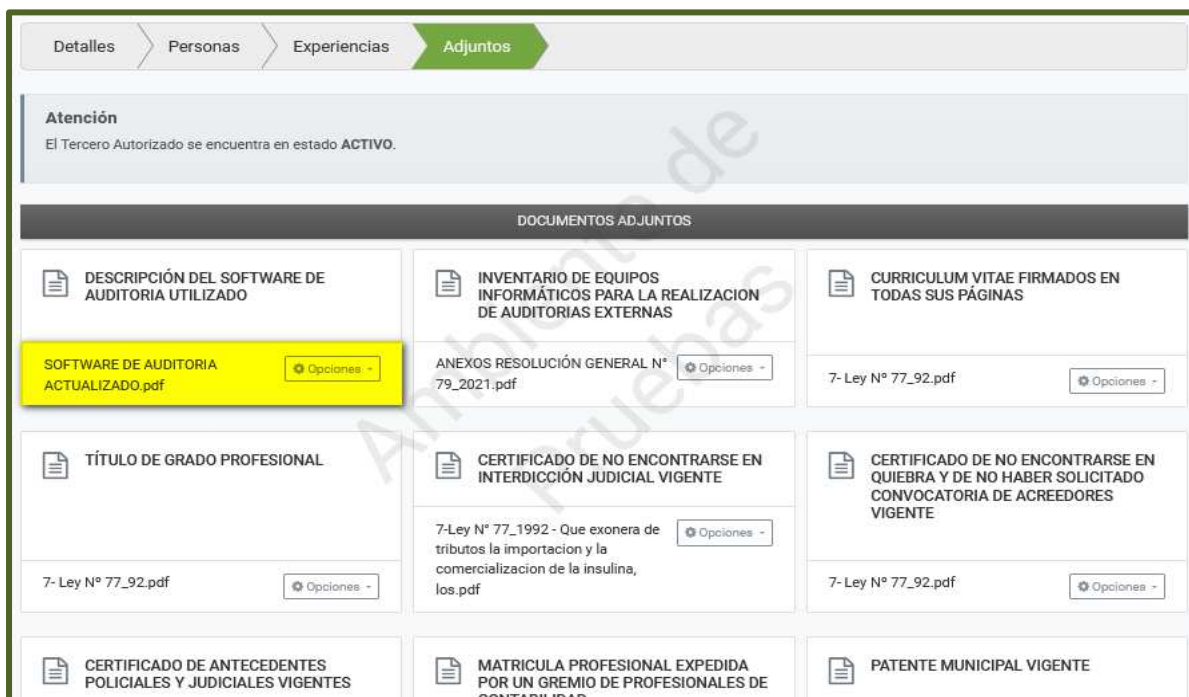 Detalles
Personas
Experiencias
Adjuntos
Atención
El Tercero Autorizado se encuentra en estado ACTIVO.
Ambiente de
Pruebas
DOCUMENTOS ADJUNTOS
DESCRIPCIÓN DEL SOFTWARE DE
AUDITORIA UTILIZADO
SOFTWARE DE AUDITORIA
ACTUALIZADO.pdf
Opciones
INVENTARIO DE EQUIPOS
INFORMÁTICOS PARA LA REALIZACION
DE AUDITORIAS EXTERNAS
ANEXOS RESOLUCIÓN GENERAL N°
79_2021.pdf
Opciones
CURRICULUM VITAE FIRMADOS EN
TODAS SUS PÁGINAS
7- Ley Nº 77_92.pdf
Opciones
TÍTULO DE GRADO PROFESIONAL
7- Ley Nº 77_92.pdf
Opciones
CERTIFICADO DE NO ENCONTRARSE EN
INTERDICCIÓN JUDICIAL VIGENTE
7-Ley N° 77_1992 - Que exonera de
tributos la importacion y la
comercializacion de la insulina,
los.pdf
Opciones
CERTIFICADO DE NO ENCONTRARSE EN
QUIEBRA Y DE NO HABER SOLICITADO
CONVOCATORIA DE ACREEDORES
VIGENTE
7- Ley Nº 77_92.pdf
Opciones
CERTIFICADO DE ANTECEDENTES
POLICIALES Y JUDICIALES VIGENTES
MATRICULA PROFESIONAL EXPEDIDA
POR UN GREMIO DE PROFESIONALES DE
CONTABILIDAD
PATENTE MUNICIPAL VIGENTE